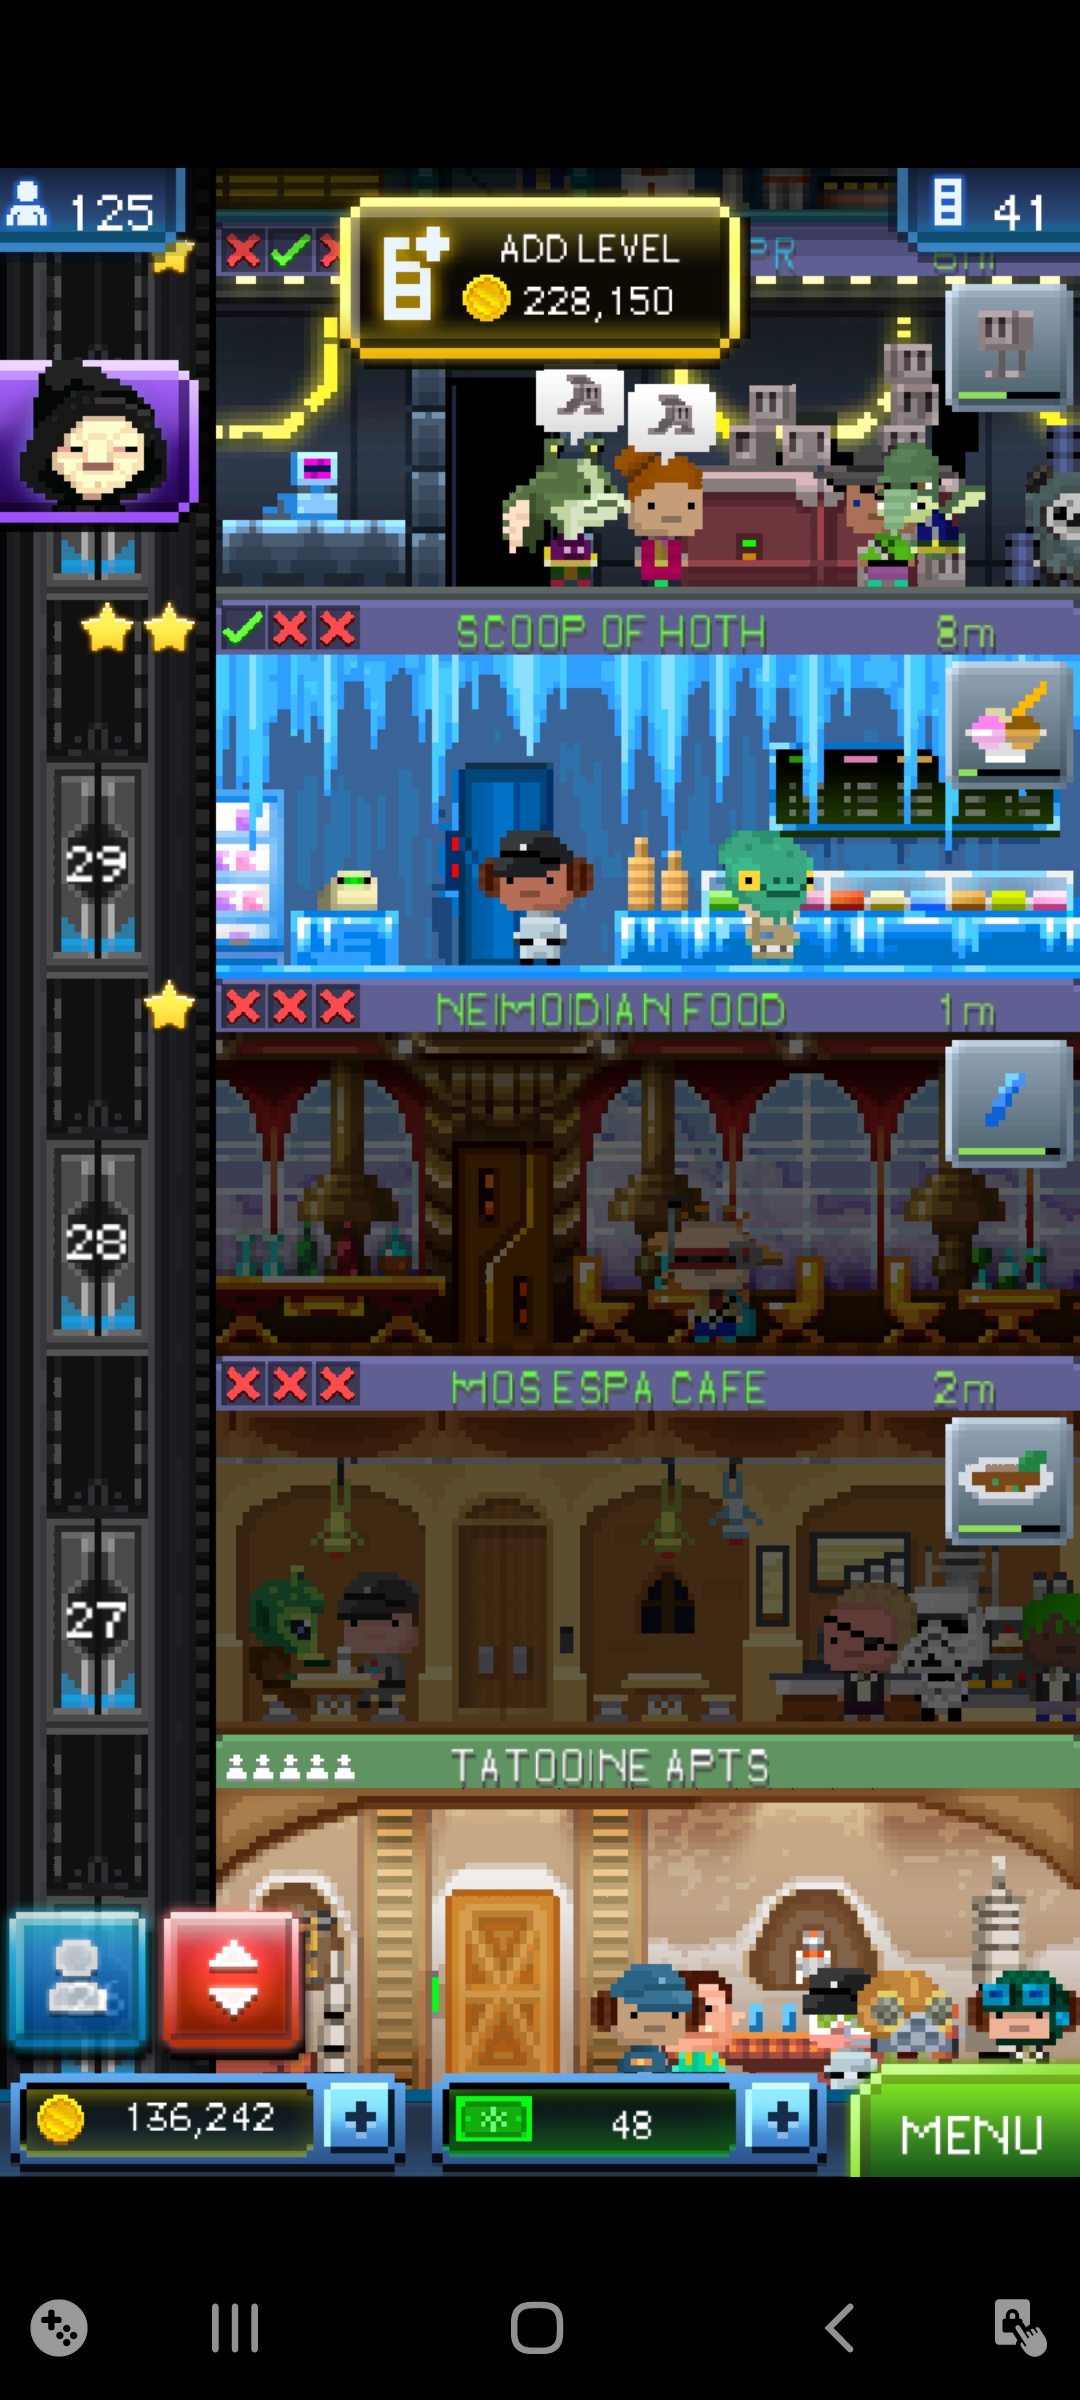 125
ADD LEVEL
228,150
41
PR
SCOOP OF HOTH 8m
29
NEIMOIDIAN FOOD 1m
28
MOS ESPA CAFE 2m
27
TATOOINE APTS
136,242
48
MENU